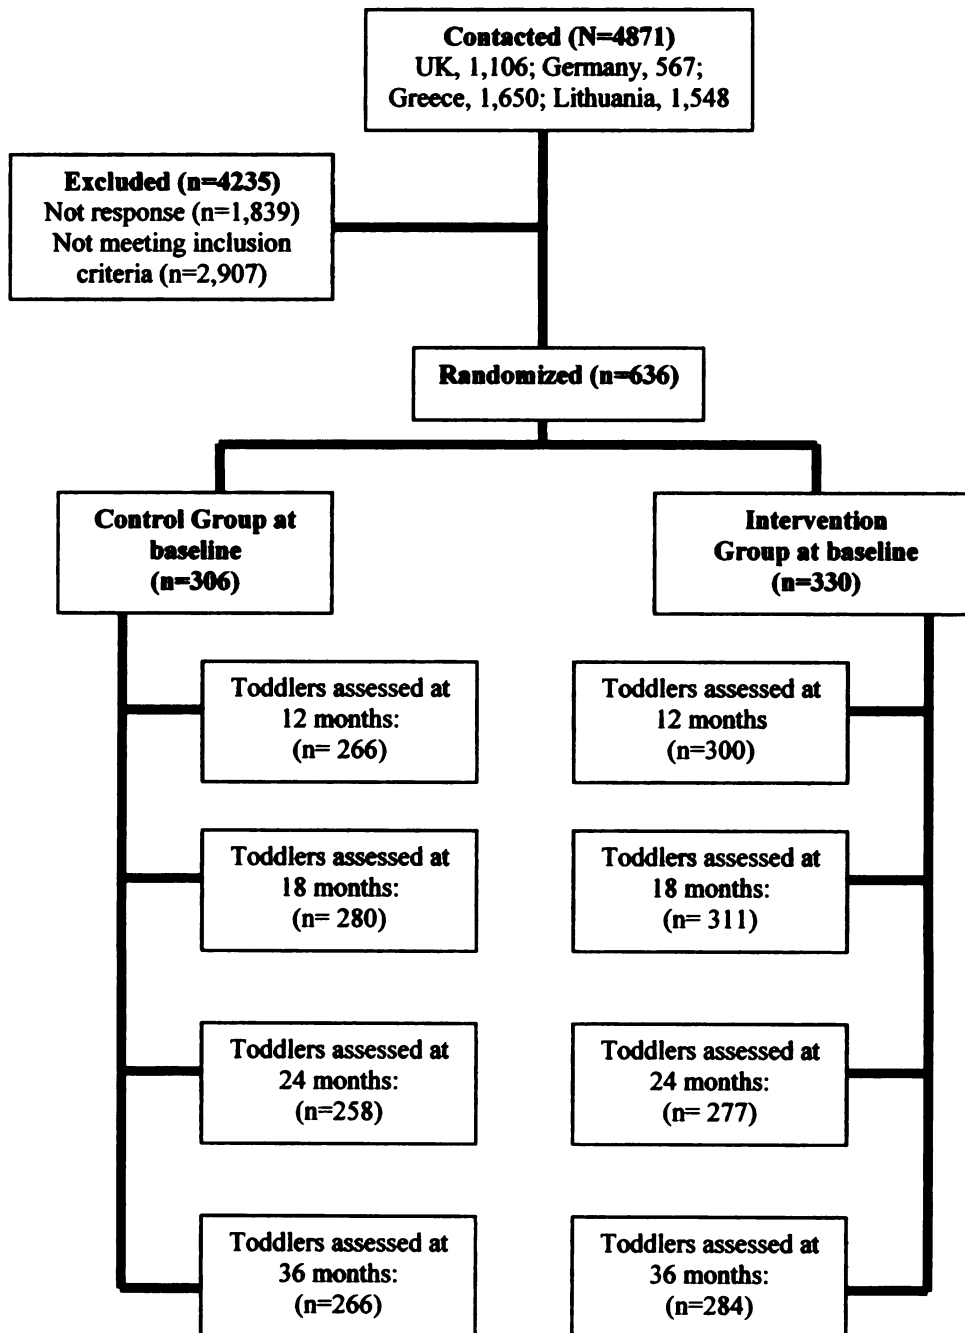 Contacted (N=4871)
UK, 1,106; Germany, 567;
Greece, 1,650; Lithuania, 1,548
Excluded (n=4235)
Not response (n=1,839)
Not meeting inclusion
criteria (n=2,907)
Randomized (n=636)
Control Group at
baseline
(n=306)
Intervention
Group at baseline
(n=330)
Toddlers assessed at
12 months:
(n= 266)
Toddlers assessed at
12 months
(n=300)
Toddlers assessed at
18 months:
(n= 280)
Toddlers assessed at
18 months:
(n= 311)
Toddlers assessed at
24 months:
(n=258)
Toddlers assessed at
24 months:
(n= 277)
Toddlers assessed at
36 months:
(n=266)
Toddlers assessed at
36 months:
(n=284)